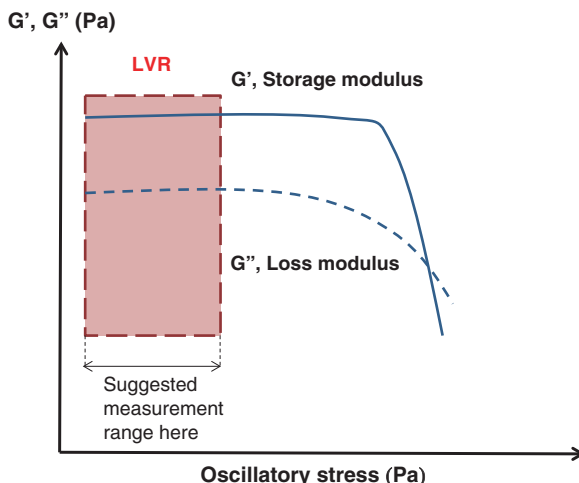 G’, G” (Pa)
LVR
G’, Storage modulus
G”, Loss modulus
Suggested
measurement
range here
Oscillatory stress (Pa)